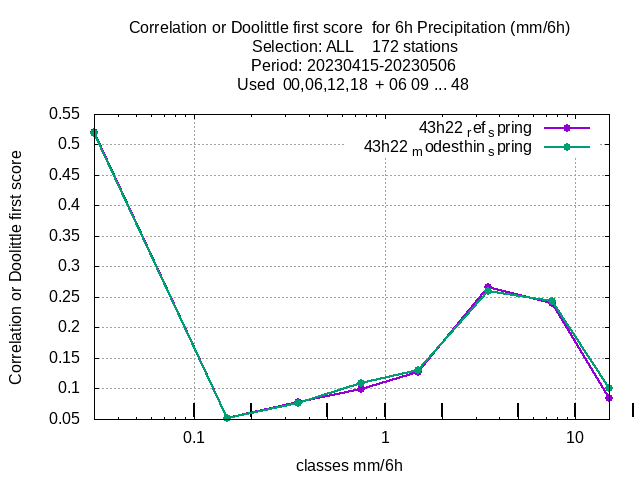 Correlation or Doolittle first score  for 6h Precipitation (mm/6h)
Selection: ALL    172 stations
Period: 20230415-20230506
Used  00,06,12,18  + 06 09 ... 48
43h22 ref spring
43h22 modesthin spring
Correlation or Doolittle first score
0.55
0.5
0.45
0.4
0.35
0.3
0.25
0.2
0.15
0.1
0.05
0.1 1 10
classes mm/6h